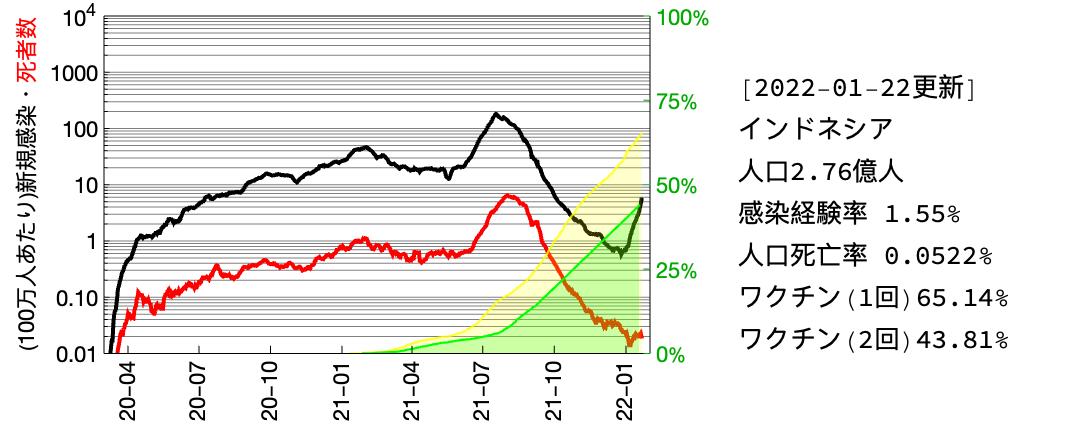 (100万人あたり)新規感染・死者数
10^4
1000
100
10
1
0.10
0.01
100%
75%
50%
25%
0%
20-04
20-07
20-10
21-01
21-04
21-07
21-10
22-01
[2022-01-22更新]
インドネシア
人口2.76億人
感染経験率 1.55%
人口死亡率 0.0522%
ワクチン(1回)65.14%
ワクチン(2回)43.81%